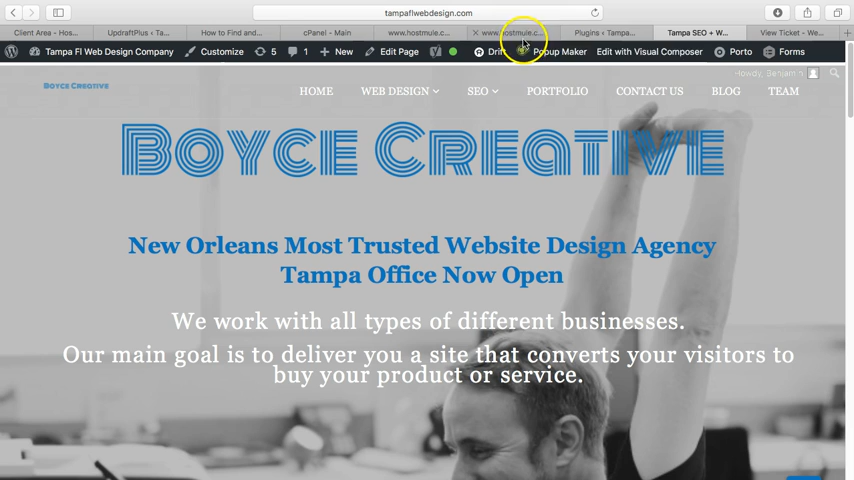 tampaflwebdesign.com
Client Area - Hos...
UpdraftPlus ‹ Ta...
How to Find and...
cPanel - Main
www.hostmule.c...
www.hostmule.c...
Plugins ‹ Tampa...
Tampa SEO + W...
View Ticket - We...
Tampa Fl Web Design Company
Customize
5
1
New
Edit Page
Drift
Popup Maker
Edit with Visual Composer
Porto
Forms
Howdy, Benjamin
BOYCE CREATIVE
HOME
WEB DESIGN
SEO
PORTFOLIO
CONTACT US
BLOG
TEAM
BOYCE CREATIVE
New Orleans Most Trusted Website Design Agency
Tampa Office Now Open
We work with all types of different businesses.
Our main goal is to deliver you a site that converts your visitors to
buy your product or service.